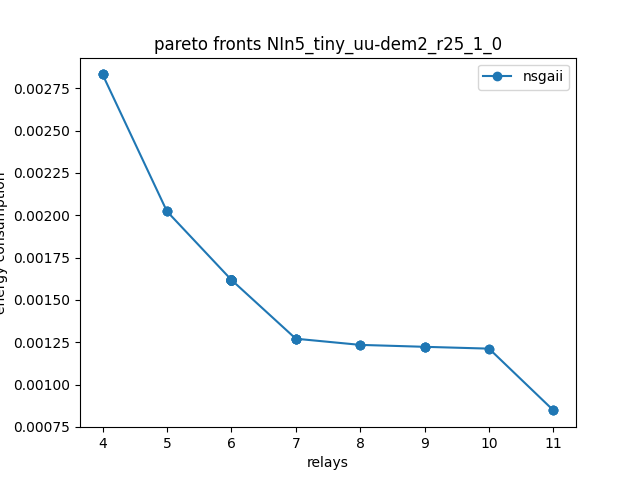 pareto fronts NIn5_tiny_uu-dem2_r25_1_0
nsgaii
0.00275
0.00250
0.00225
0.00200
0.00175
0.00150
0.00125
0.00100
0.00075
energy consumption
4 5 6 7 8 9 10 11
relays